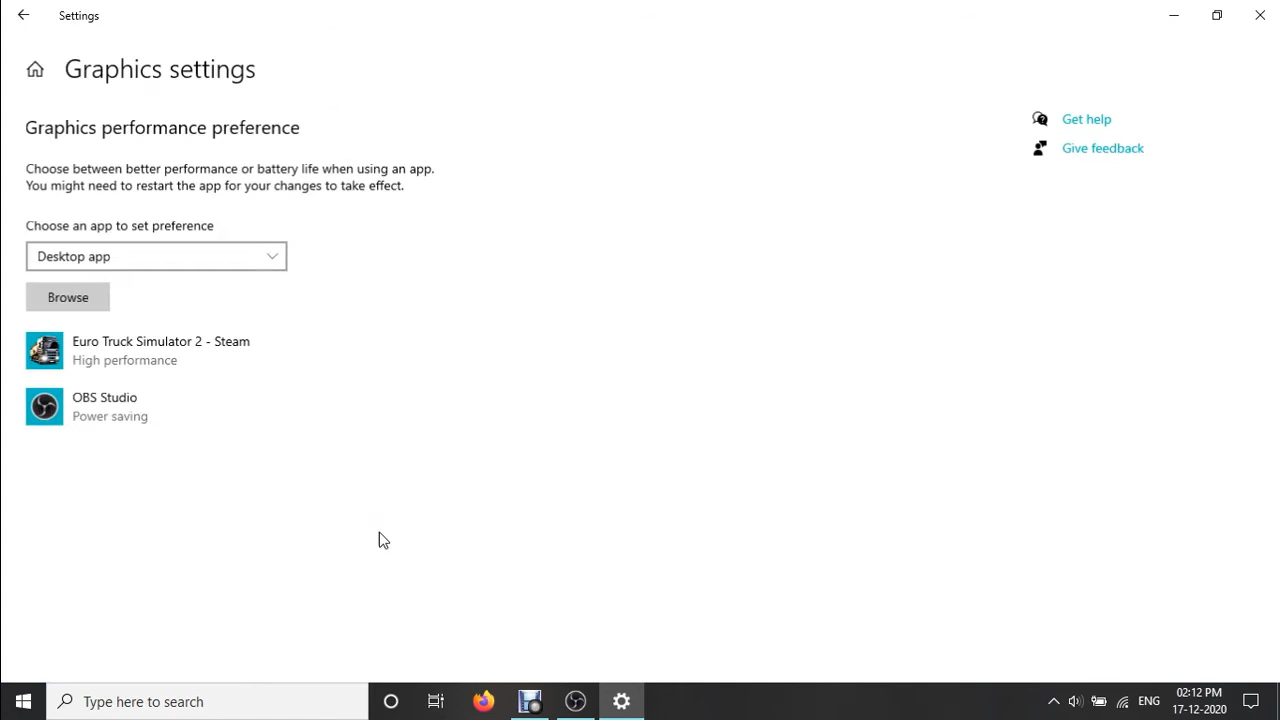 Settings
Graphics settings
Graphics performance preference
Get help
Give feedback
Choose between better performance or battery life when using an app.
You might need to restart the app for your changes to take effect.
Choose an app to set preference
Desktop app
Browse
Euro Truck Simulator 2 - Steam
High performance
OBS Studio
Power saving
Type here to search
ENG
02:12 PM
17-12-2020